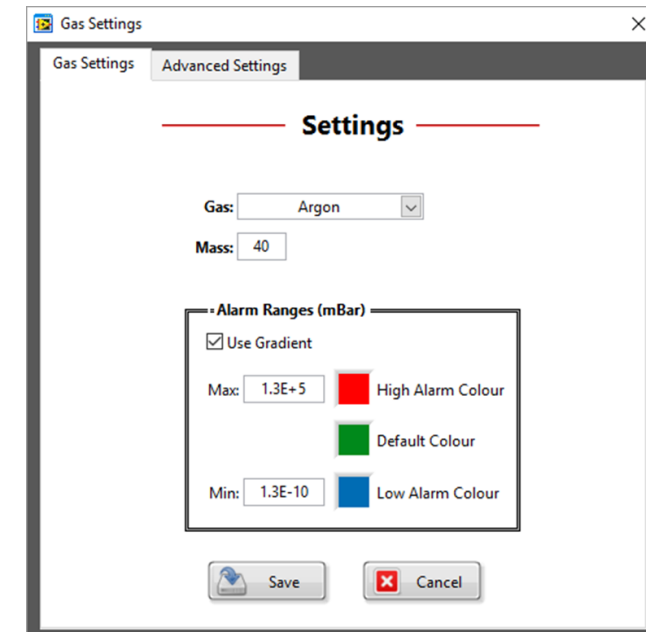 Gas Settings
Gas Settings Advanced Settings
Settings
Gas: Argon
Mass: 40
Alarm Ranges (mBar)
Use Gradient
Max: 1.3E+5 High Alarm Colour
Default Colour
Min: 1.3E-10 Low Alarm Colour
Save Cancel